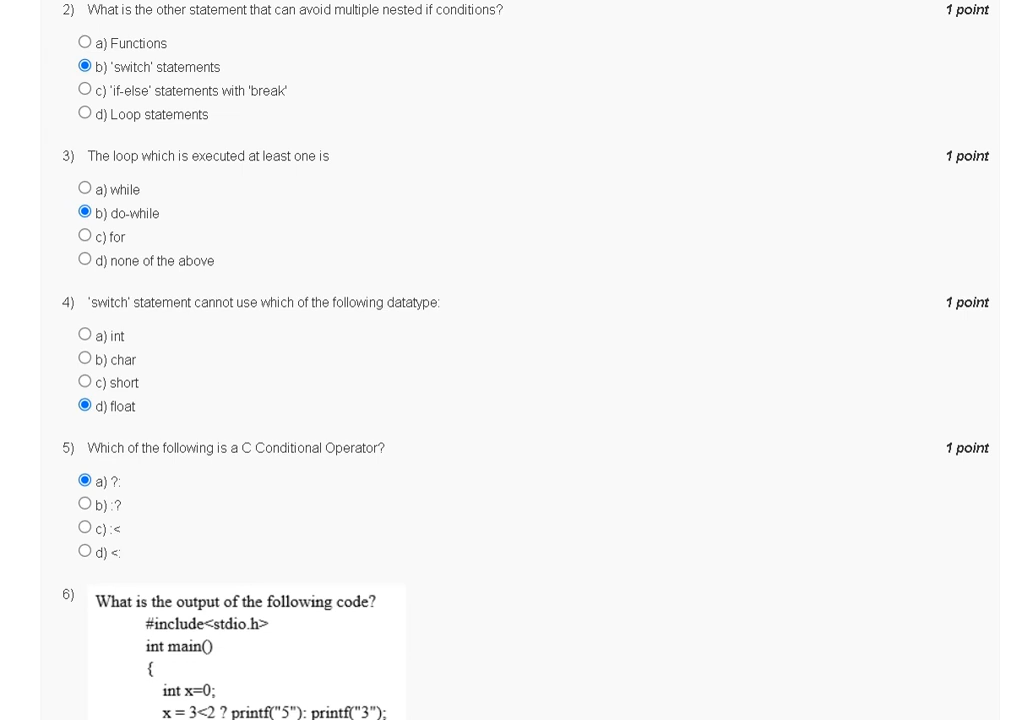 2) What is the other statement that can avoid multiple nested if conditions? 1 point
a) Functions
b) 'switch' statements
c) 'if-else' statements with 'break'
d) Loop statements
3) The loop which is executed at least one is 1 point
a) while
b) do-while
c) for
d) none of the above
4) 'switch' statement cannot use which of the following datatype: 1 point
a) int
b) char
c) short
d) float
5) Which of the following is a C Conditional Operator? 1 point
a) ?:
b) :?
c) :<
d) <:
6) What is the output of the following code?
#include<stdio.h>
int main()
{
int x=0;
x = 3<2 ? printf("5"): printf("3");